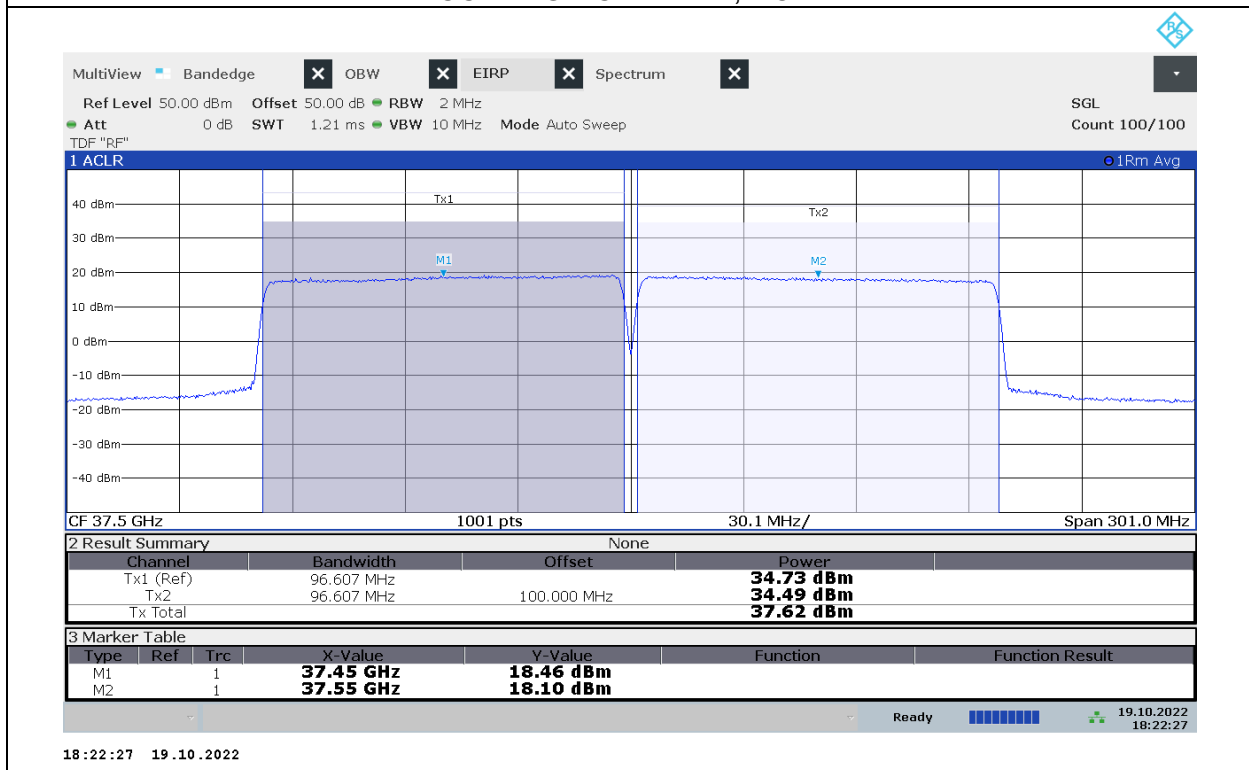 R&S
MultiView Bandedge × OBW × EIRP × Spectrum ×
Ref Level 50.00 dBm Offset 50.00 dB RBW 2 MHz SGL
Att 0 dB SWT 1.21 ms VBW 10 MHz Mode Auto Sweep Count 100/100
TDF "RF"
1 ACLR 1Rm Avg
40 dBm
Tx1
Tx2
30 dBm
M1
M2
20 dBm
10 dBm
0 dBm
-10 dBm
-20 dBm
-30 dBm
-40 dBm
CF 37.5 GHz 1001 pts 30.1 MHz/ Span 301.0 MHz
2 Result Summary None
Channel Bandwidth Offset Power
Tx1 (Ref) 96.607 MHz 34.73 dBm
Tx2 96.607 MHz 100.000 MHz 34.49 dBm
Tx Total 37.62 dBm
3 Marker Table
Type Ref Trc X-Value Y-Value Function Function Result
M1 1 37.45 GHz 18.46 dBm
M2 1 37.55 GHz 18.10 dBm
Ready 19.10.2022
18:22:27
18:22:27 19.10.2022